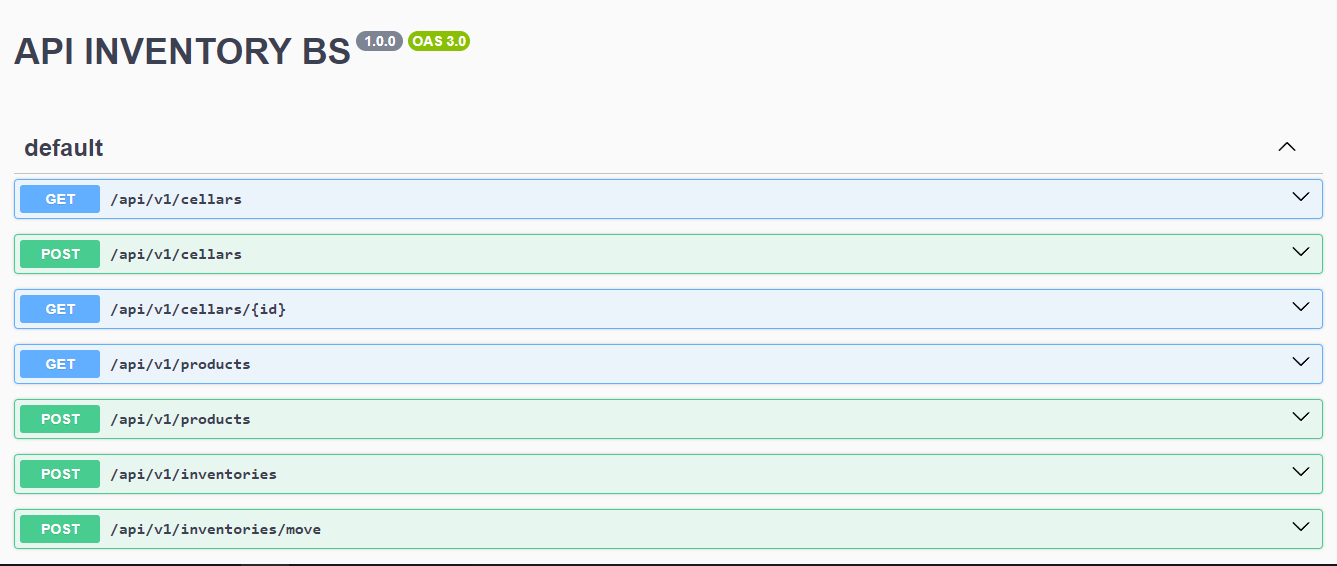 API INVENTORY BS 1.0.0 OAS 3.0
default
GET /api/v1/cellars
POST /api/v1/cellars
GET /api/v1/cellars/{id}
GET /api/v1/products
POST /api/v1/products
POST /api/v1/inventories
POST /api/v1/inventories/move